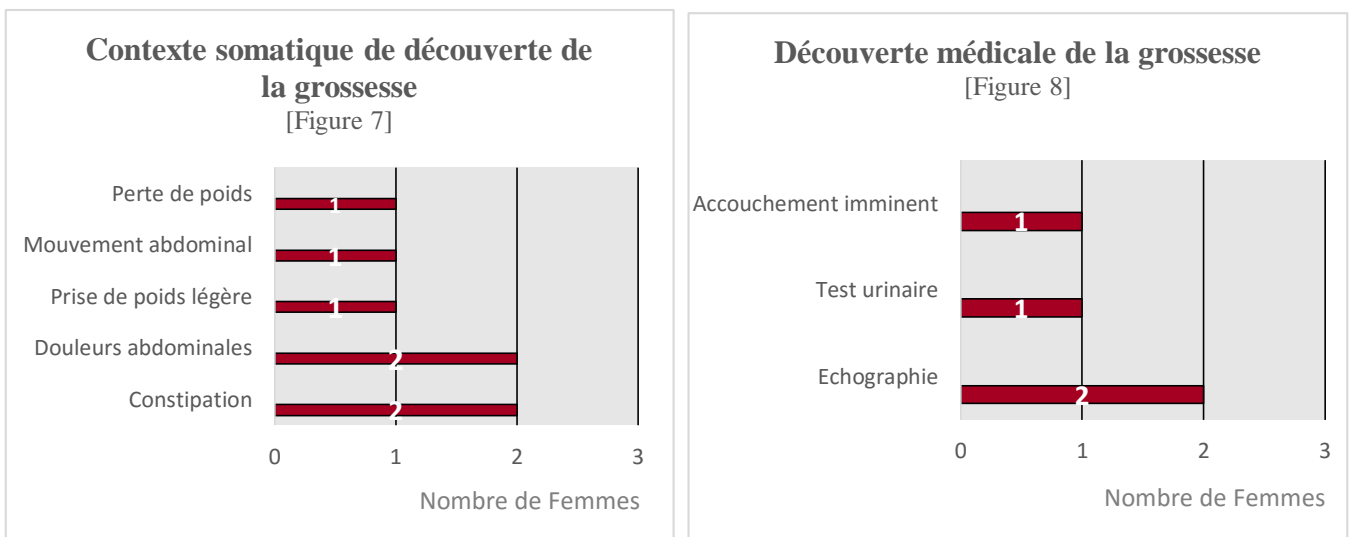 Contexte somatique de découverte de
la grossesse
[Figure 7]
Perte de poids
1
Mouvement abdominal
1
Prise de poids légère
1
Douleurs abdominales
2
Constipation
2
0 1 2 3
Nombre de Femmes
Découverte médicale de la grossesse
[Figure 8]
Accouchement imminent
1
Test urinaire
1
Echographie
2
0 1 2 3
Nombre de Femmes